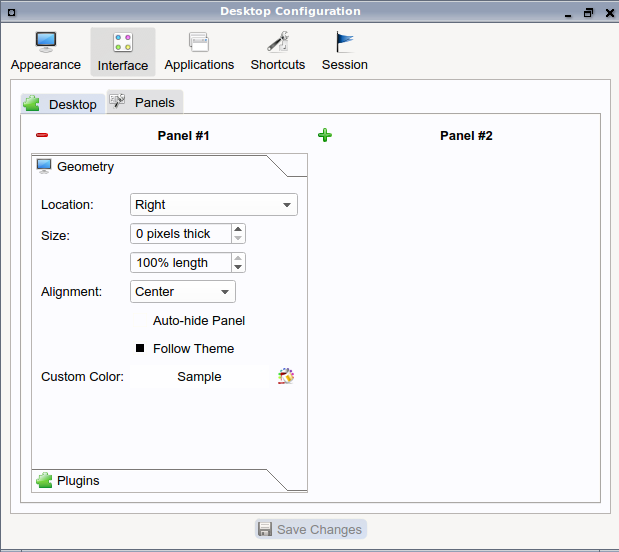 Desktop Configuration
Appearance Interface Applications Shortcuts Session
Desktop Panels
Panel #1 Panel #2
Geometry
Location: Right
Size: 0 pixels thick
100% length
Alignment: Center
Auto-hide Panel
Follow Theme
Custom Color: Sample
Plugins
Save Changes